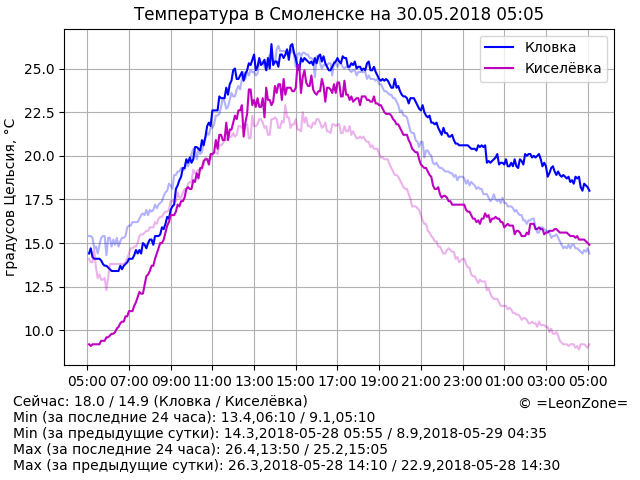 Температура в Смоленске на 30.05.2018 05:05
градусов Цельсия, °C
25.0
22.5
20.0
17.5
15.0
12.5
10.0
Кловка
Киселёвка
05:00 07:00 09:00 11:00 13:00 15:00 17:00 19:00 21:00 23:00 01:00 03:00 05:00
Сейчас: 18.0 / 14.9 (Кловка / Киселёвка)
© =LeonZone=
Min (за последние 24 часа): 13.4,06:10 / 9.1,05:10
Min (за предыдущие сутки): 14.3,2018-05-28 05:55 / 8.9,2018-05-29 04:35
Max (за последние 24 часа): 26.4,13:50 / 25.2,15:05
Max (за предыдущие сутки): 26.3,2018-05-28 14:10 / 22.9,2018-05-28 14:30